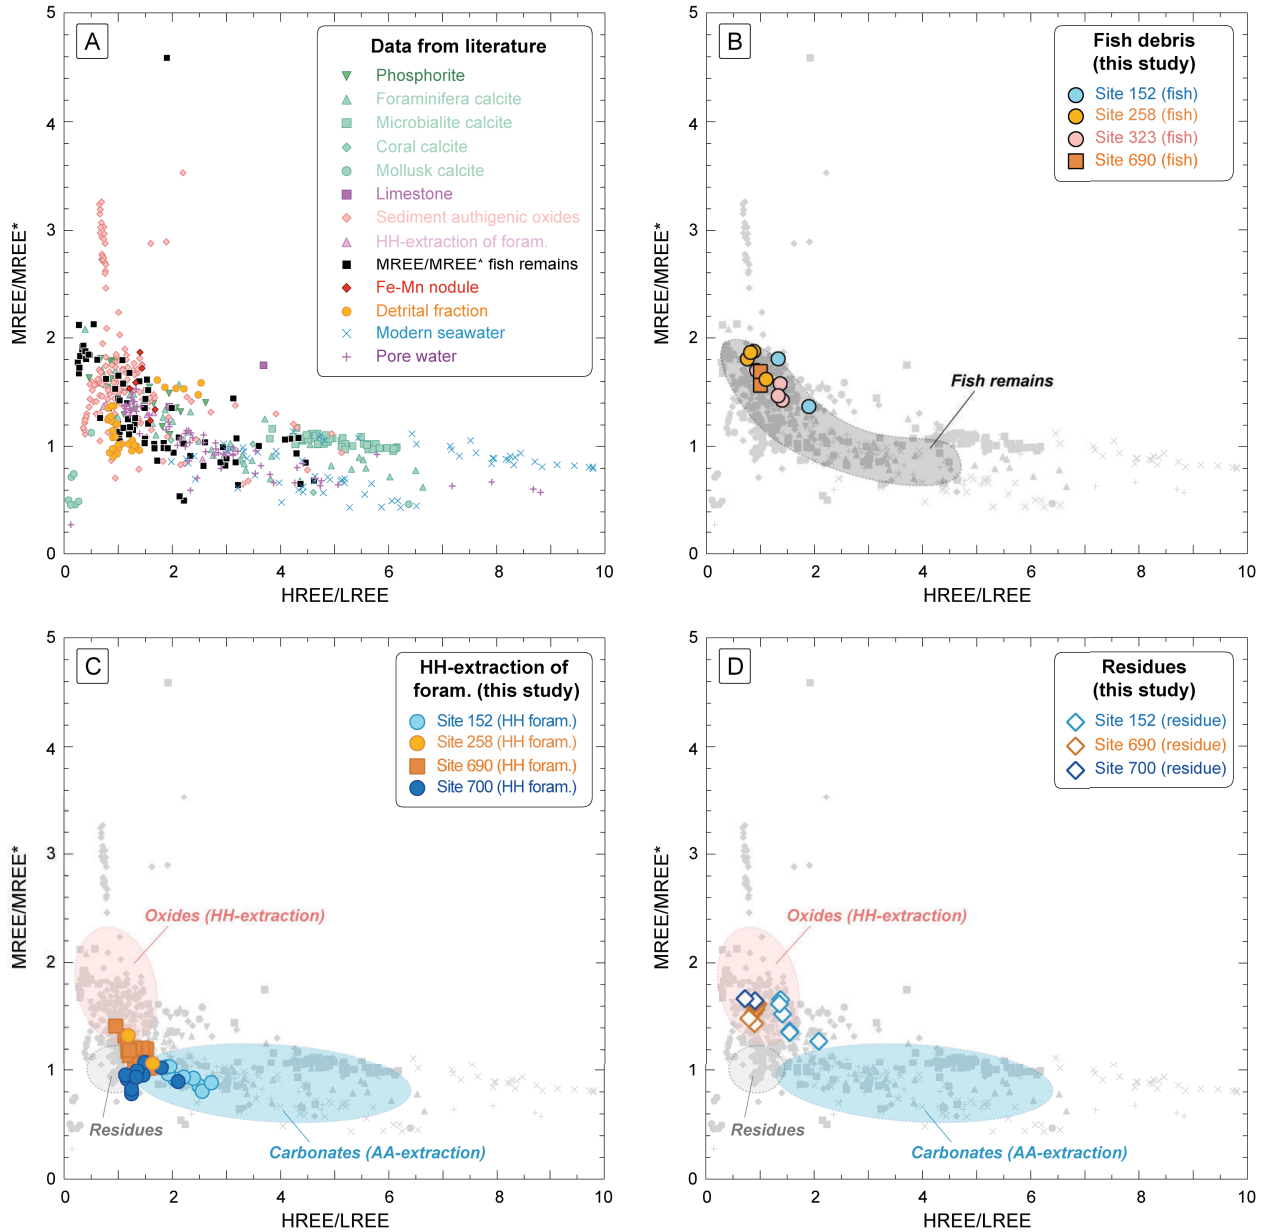 A
Data from literature
Phosphorite
Foraminifera calcite
Microbialite calcite
Coral calcite
Mollusk calcite
Limestone
Sediment authigenic oxides
HH-extraction of foram.
MREE/MREE* fish remains
Fe-Mn nodule
Detrital fraction
Modern seawater
Pore water
5
4
3
2
1
0
MREE/MREE*
0 2 4 6 8 10
HREE/LREE
B
Fish debris
(this study)
Site 152 (fish)
Site 258 (fish)
Site 323 (fish)
Site 690 (fish)
Fish remains
5
4
3
2
1
0
MREE/MREE*
0 2 4 6 8 10
HREE/LREE
C
HH-extraction of
foram. (this study)
Site 152 (HH foram.)
Site 258 (HH foram.)
Site 690 (HH foram.)
Site 700 (HH foram.)
Oxides (HH-extraction)
Residues
Carbonates (AA-extraction)
5
4
3
2
1
0
MREE/MREE*
0 2 4 6 8 10
HREE/LREE
D
Residues
(this study)
Site 152 (residue)
Site 690 (residue)
Site 700 (residue)
Oxides (HH-extraction)
Residues
Carbonates (AA-extraction)
5
4
3
2
1
0
MREE/MREE*
0 2 4 6 8 10
HREE/LREE